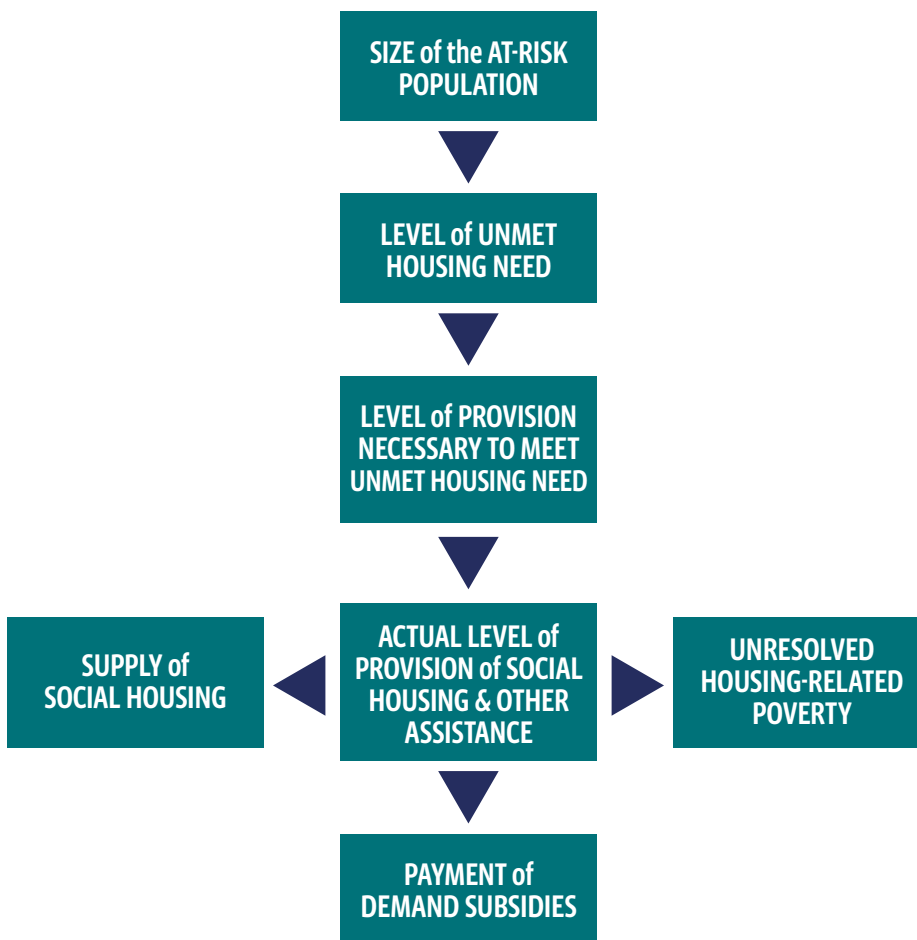 SIZE of the AT-RISK
POPULATION
LEVEL of UNMET
HOUSING NEED
LEVEL of PROVISION
NECESSARY TO MEET
UNMET HOUSING NEED
SUPPLY of
SOCIAL HOUSING
ACTUAL LEVEL of
PROVISION of SOCIAL
HOUSING & OTHER
ASSISTANCE
UNRESOLVED
HOUSING-RELATED
POVERTY
PAYMENT of
DEMAND SUBSIDIES